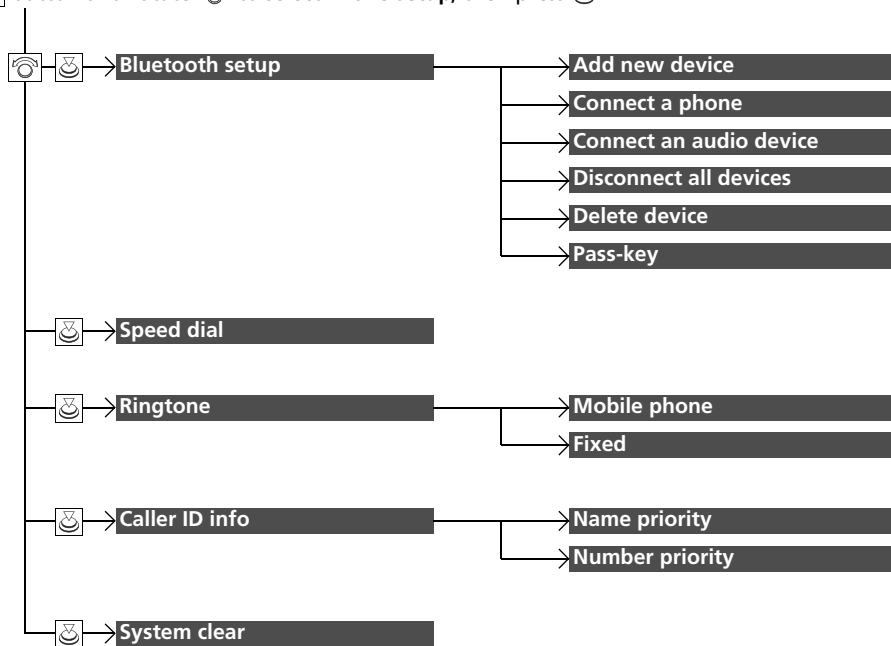 Bluetooth setup
Add new device
Connect a phone
Connect an audio device
Disconnect all devices
Delete device
Pass-key
Speed dial
Ringtone
Mobile phone
Fixed
Caller ID info
Name priority
Number priority
System clear